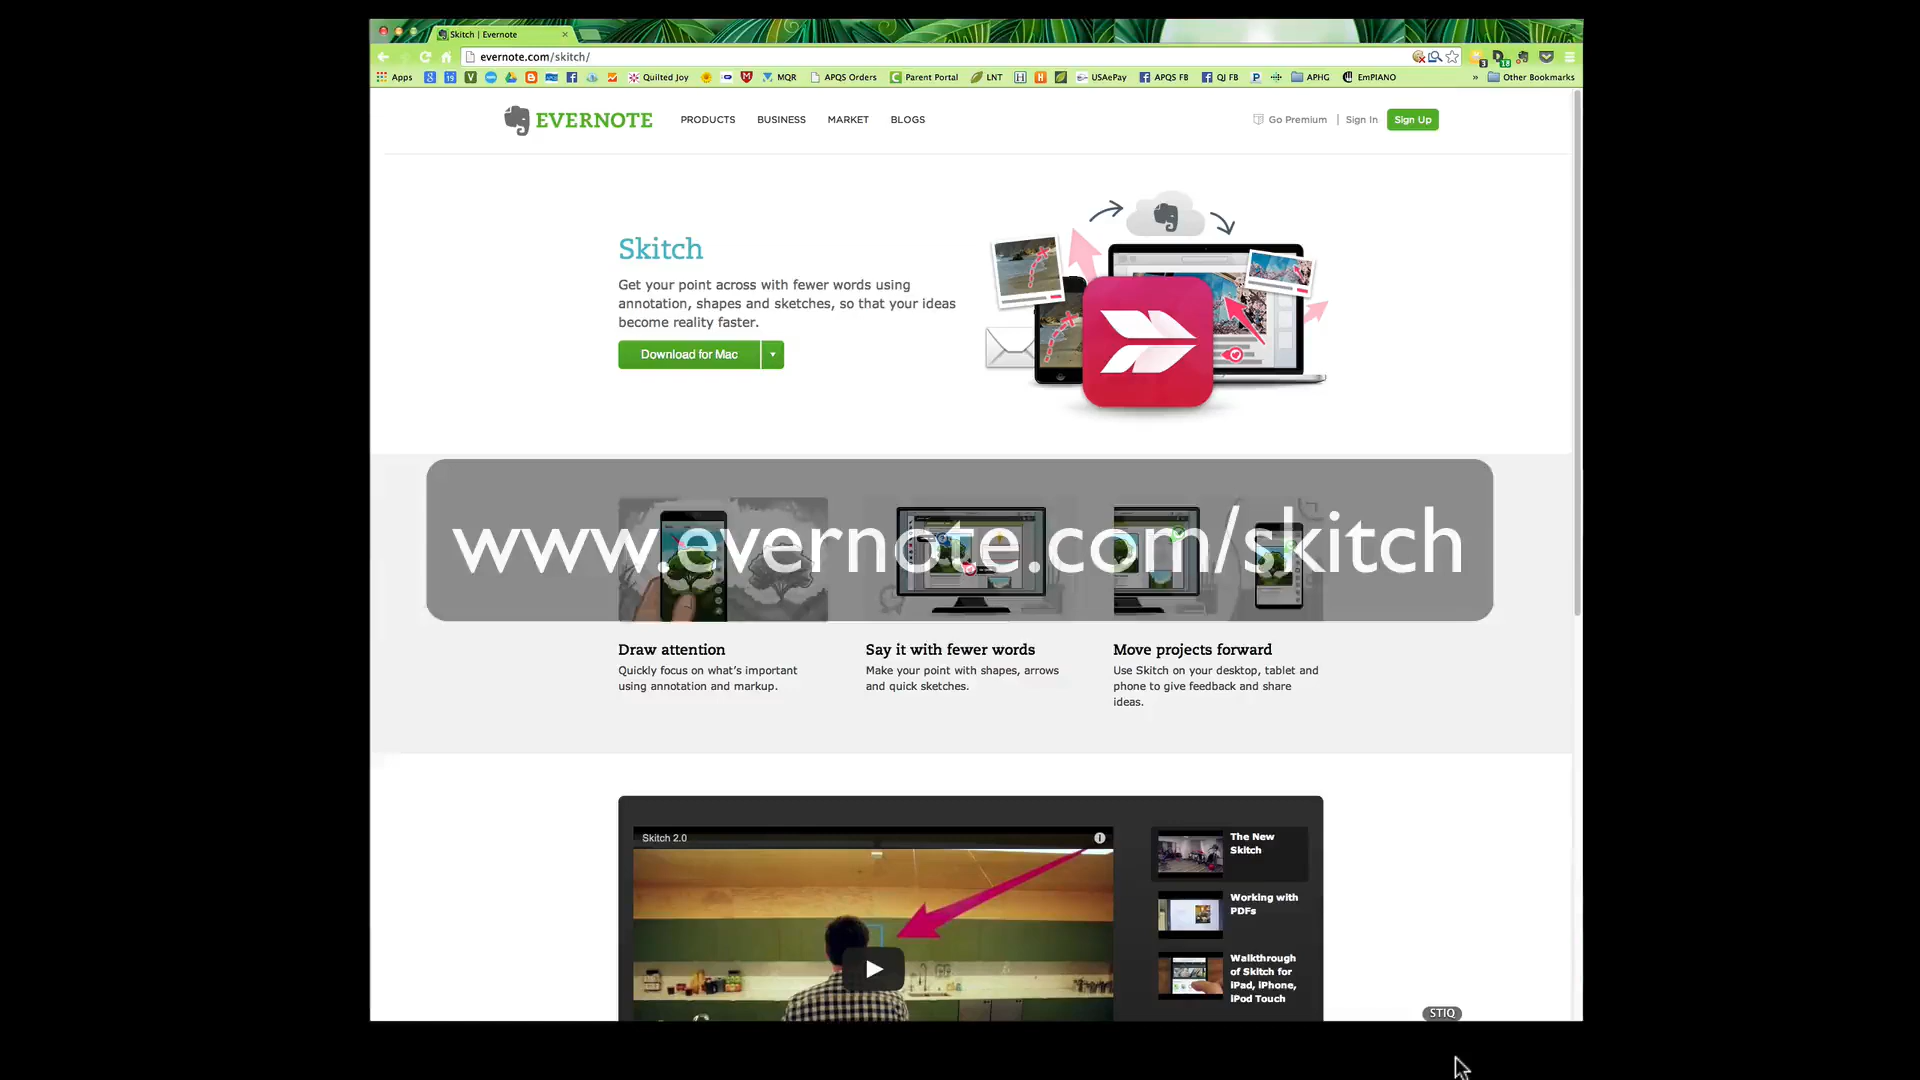 Skitch | Evernote
evernote.com/skitch/
Apps
Quilted Joy
MQR
APQS Orders
Parent Portal
LNT
USAePay
APQS FB
QJ FB
APHG
EmPIANO
»
Other Bookmarks
EVERNOTE
PRODUCTS
BUSINESS
MARKET
BLOGS
Go Premium
Sign In
Sign Up
Skitch
Get your point across with fewer words using
annotation, shapes and sketches, so that your ideas
become reality faster.
Download for Mac
www.evernote.com/skitch
Draw attention
Quickly focus on what's important
using annotation and markup.
Say it with fewer words
Make your point with shapes, arrows
and quick sketches.
Move projects forward
Use Skitch on your desktop, tablet and
phone to give feedback and share
ideas.
Skitch 2.0
The New
Skitch
Working with
PDFs
Walkthrough
of Skitch for
iPad, iPhone,
iPod Touch
STIQ